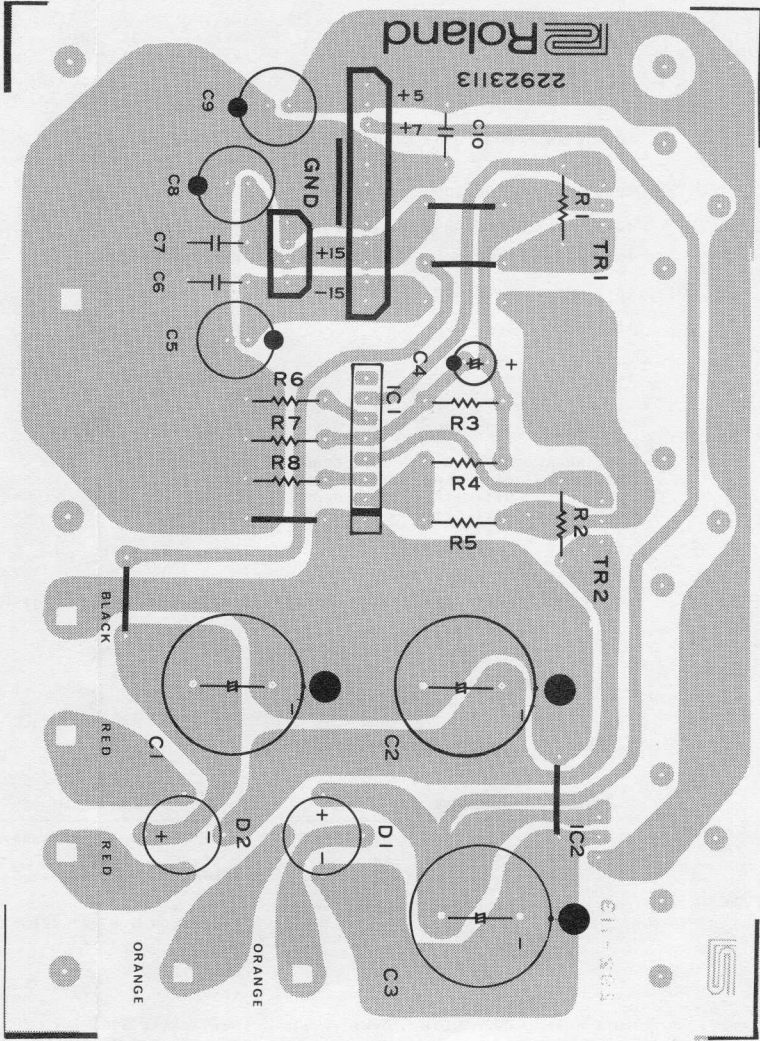 Roland
22923113
+5
+7
C10
C9
C8
GND
C7
+15
C6
-15
C5
R1
TR1
C4
+
IC1
R6
R7
R8
R3
R4
R5
R2
TR2
BLACK
RED
C1
-
C2
-
RED
+
-
D2
+
-
D1
IC2
C3
-
ORANGE
ORANGE